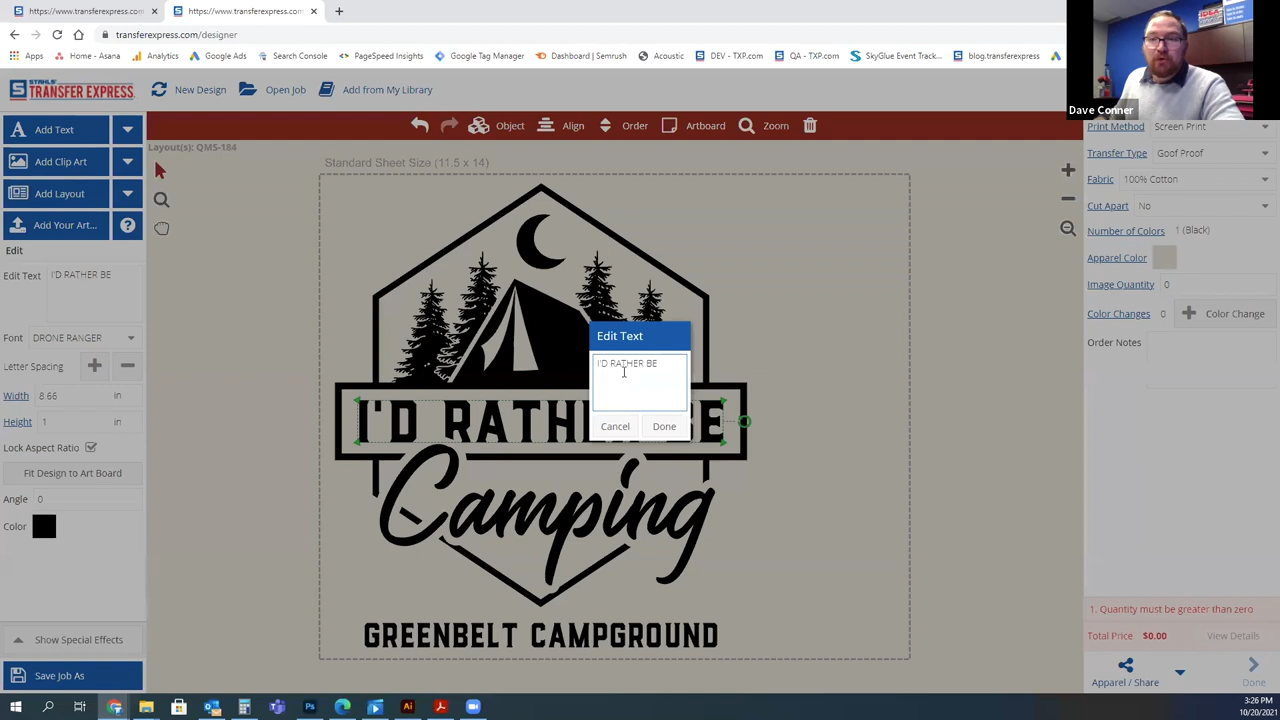 https://www.transferexpress.com/
https://www.transferexpress.com/
transferexpress.com/designer
Apps
Home - Asana
Analytics
Google Ads
Search Console
PageSpeed Insights
Google Tag Manager
Dashboard | Semrush
Acoustic
DEV - TXP.com
QA - TXP.com
SkyGlue Event Track...
blog.transferexpress
IDEA
Dave Conner
STAHLS'
TRANSFER EXPRESS
New Design
Open Job
Add from My Library
Add Text
Object
Align
Order
Artboard
Zoom
Print Method
Screen Print
Layout(s): QMS-184
Transfer Type
Goof Proof
Add Clip Art
Standard Sheet Size (11.5 x 14)
Fabric
100% Cotton
Add Layout
Cut Apart
No
Add Your Art...
Number of Colors
1 (Black)
Edit
Apparel Color
Edit Text
I'D RATHER BE
Image Quantity
0
Color Changes
0
Color Change
Font
DRONE RANGER
Edit Text
Order Notes
Letter Spacing
I'D RATHER BE
Width
8.66
in
Height
1
in
I'D RATHER BE
Cancel
Done
Lock Aspect Ratio
Fit Design to Art Board
Angle
0
Camping
Color
1. Quantity must be greater than zero
Show Special Effects
GREENBELT CAMPGROUND
Total Price
$0.00
View Details
Save Job As
Apparel / Share
Done
3:26 PM
10/20/2021